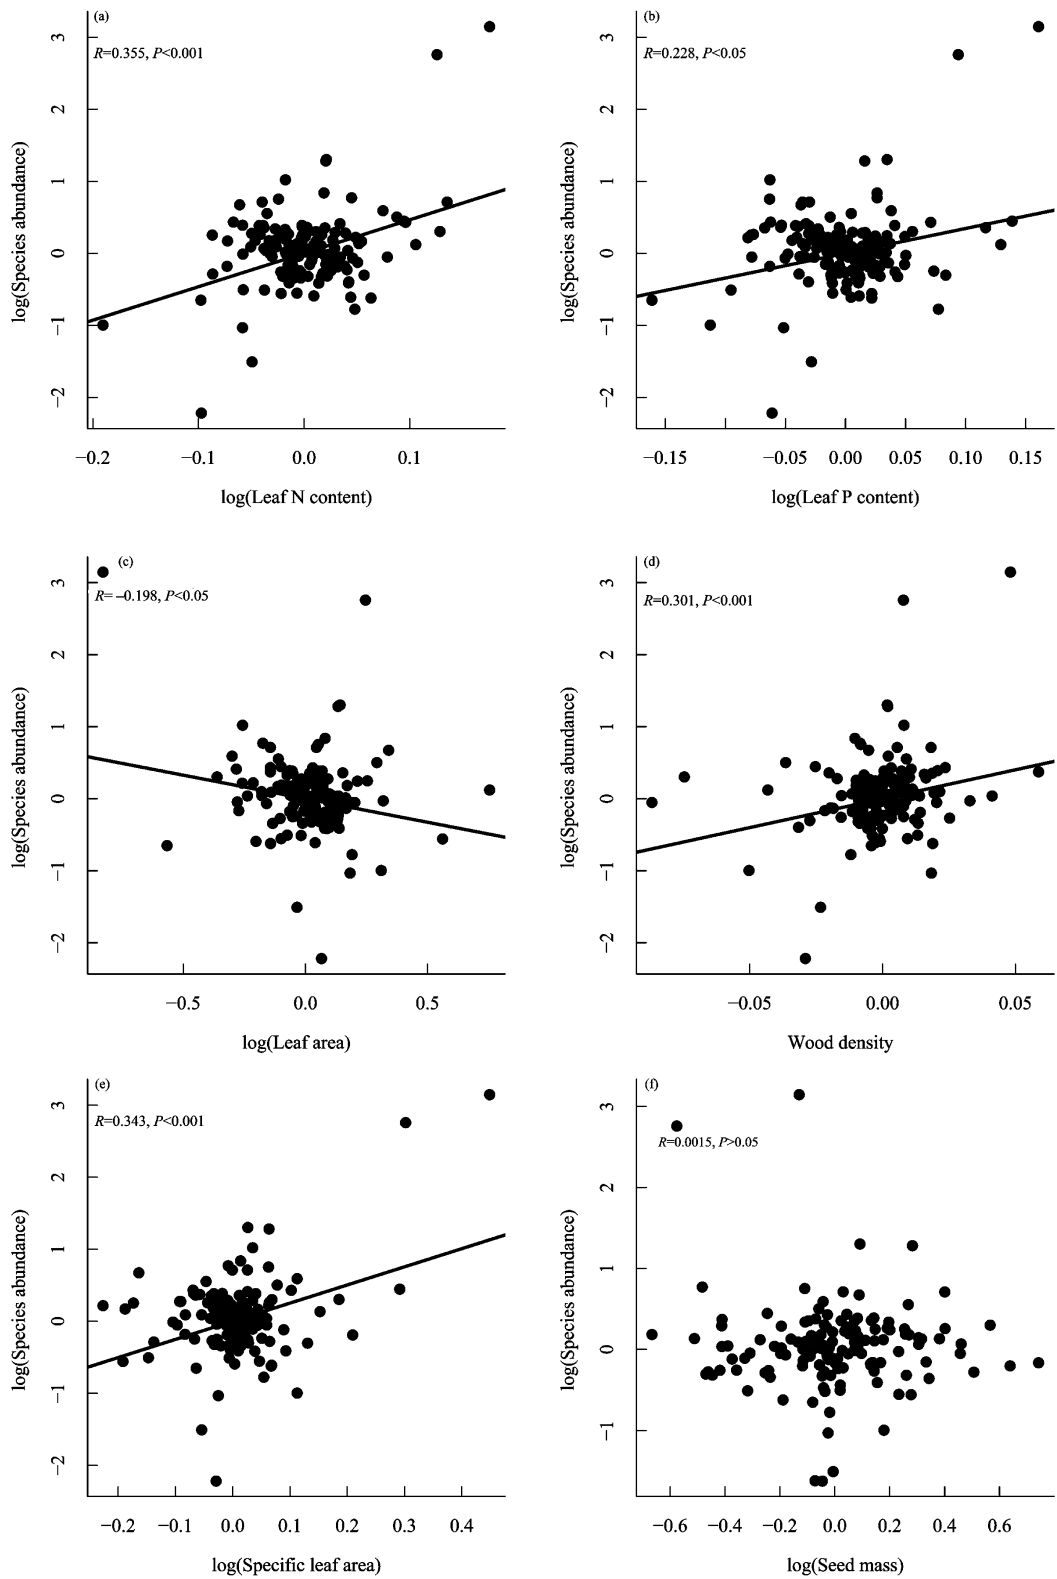 (a)
R=0.355, P<0.001
3
2
1
0
−1
−2
log(Species abundance)
−0.2 −0.1 0.0 0.1
log(Leaf N content)
(b)
R=0.228, P<0.05
3
2
1
0
−1
−2
log(Species abundance)
−0.15 −0.05 0.00 0.05 0.10 0.15
log(Leaf P content)
(c)
R= −0.198, P<0.05
3
2
1
0
−1
−2
log(Species abundance)
−0.5 0.0 0.5
log(Leaf area)
(d)
R=0.301, P<0.001
3
2
1
0
−1
−2
log(Species abundance)
−0.05 0.00 0.05
Wood density
(e)
R=0.343, P<0.001
3
2
1
0
−1
−2
log(Species abundance)
−0.2 −0.1 0.0 0.1 0.2 0.3 0.4
log(Specific leaf area)
(f)
R=0.0015, P>0.05
3
2
1
0
−1
log(Species abundance)
−0.6 −0.4 −0.2 0.0 0.2 0.4 0.6
log(Seed mass)